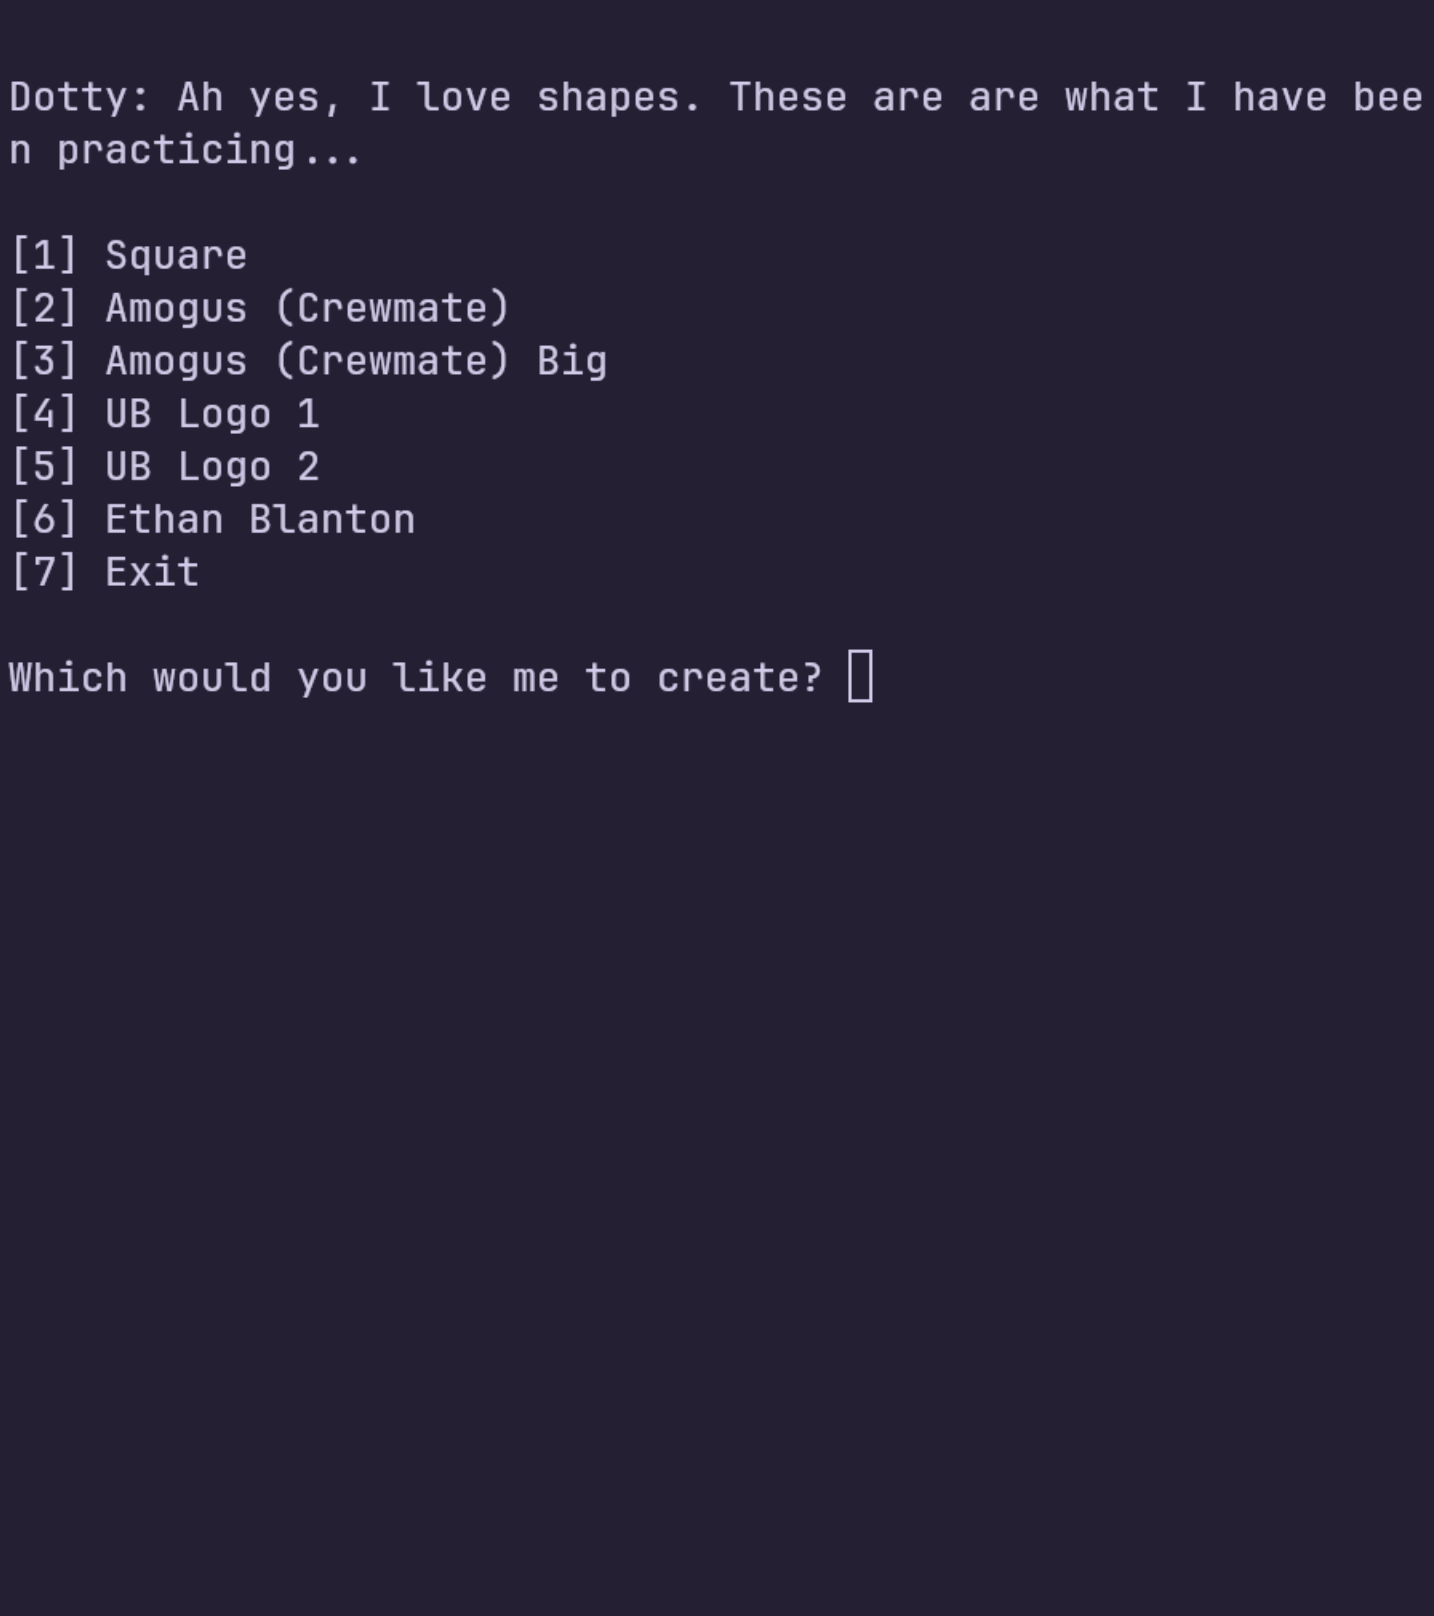 Dotty: Ah yes, I love shapes. These are are what I have bee
n practicing...
[1] Square
[2] Amogus (Crewmate)
[3] Amogus (Crewmate) Big
[4] UB Logo 1
[5] UB Logo 2
[6] Ethan Blanton
[7] Exit
Which would you like me to create?